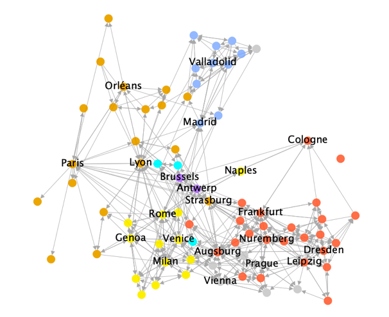 Valladolid
Orléans
Madrid
Cologne
Paris
Lyon
Brussels
Naples
Antwerp
Strasburg
Rome
Frankfurt
Genoa
Venice
Nuremberg
Augsburg
Dresden
Milan
Prague
Leipzig
Vienna